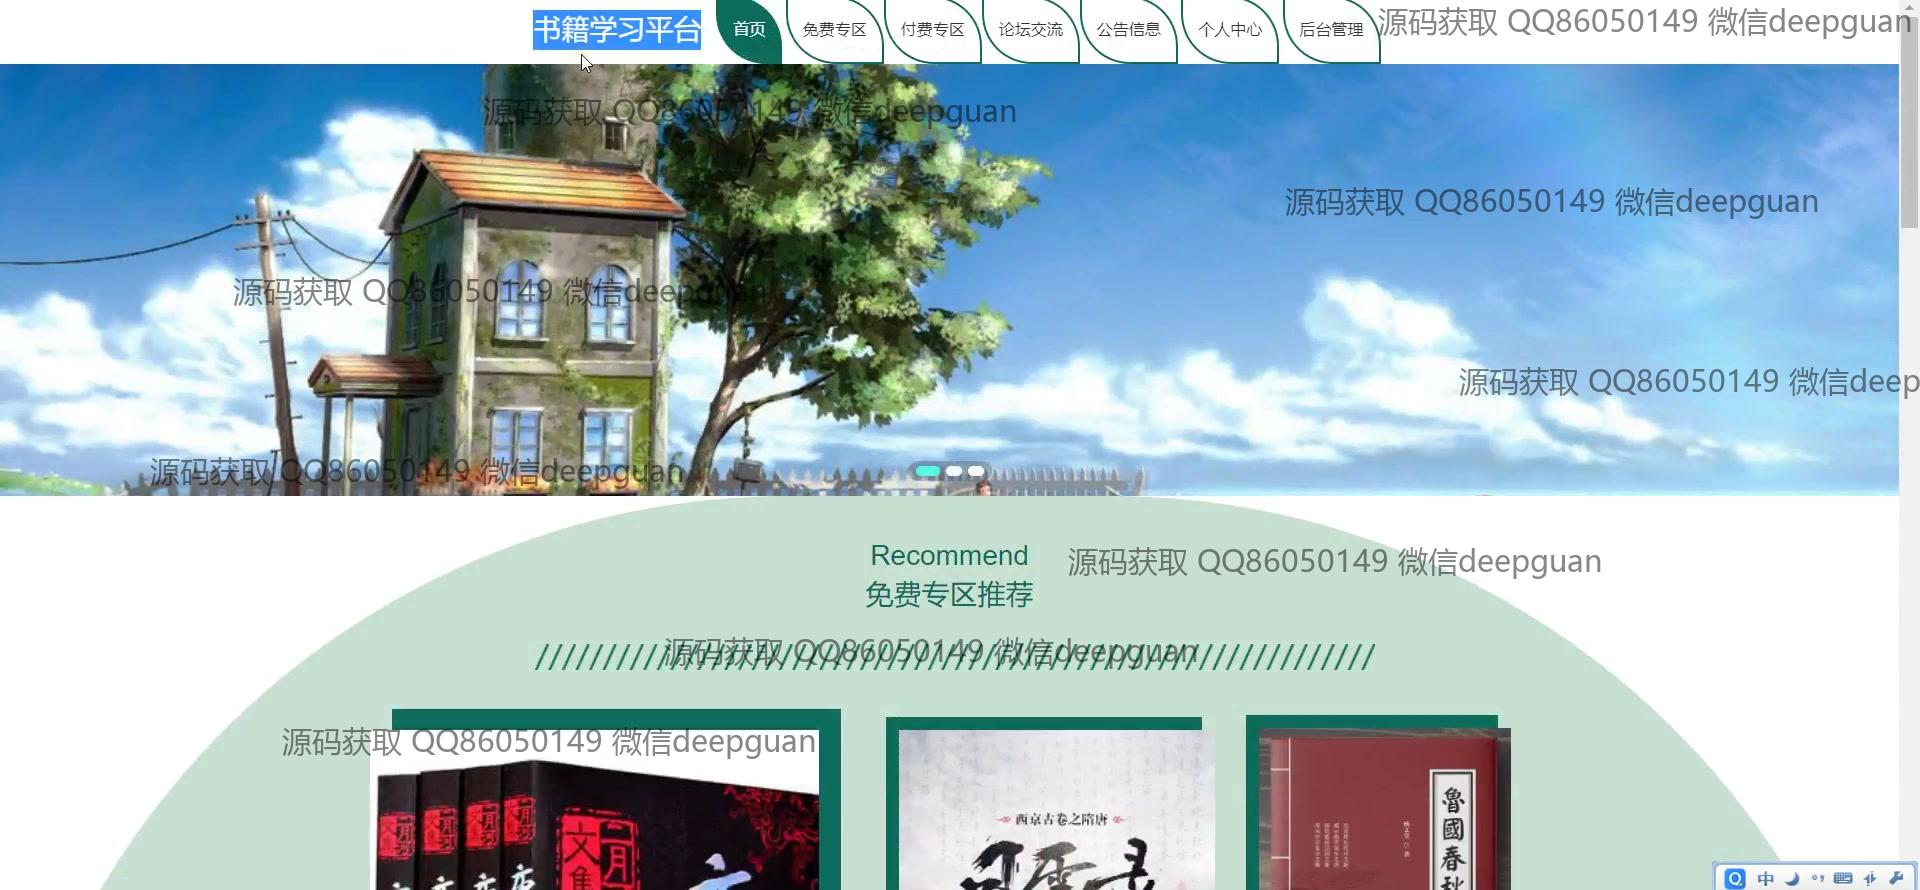 书籍学习平台
首页
免费专区
付费专区
论坛交流
公告信息
个人中心
后台管理
源码获取 QQ86050149 微信deepguan
源码获取 QQ86050149 微信deepguan
源码获取 QQ86050149 微信deepguan
源码获取 QQ86050149 微信deepguan
源码获取 QQ86050149 微信deep
源码获取 QQ86050149 微信deepguan
Recommend
源码获取 QQ86050149 微信deepguan
免费专区推荐
源码获取 QQ86050149 微信deepguan
源码获取 QQ86050149 微信deepguan
二月河
文集
西京古卷之隋唐
魯國春秋
中